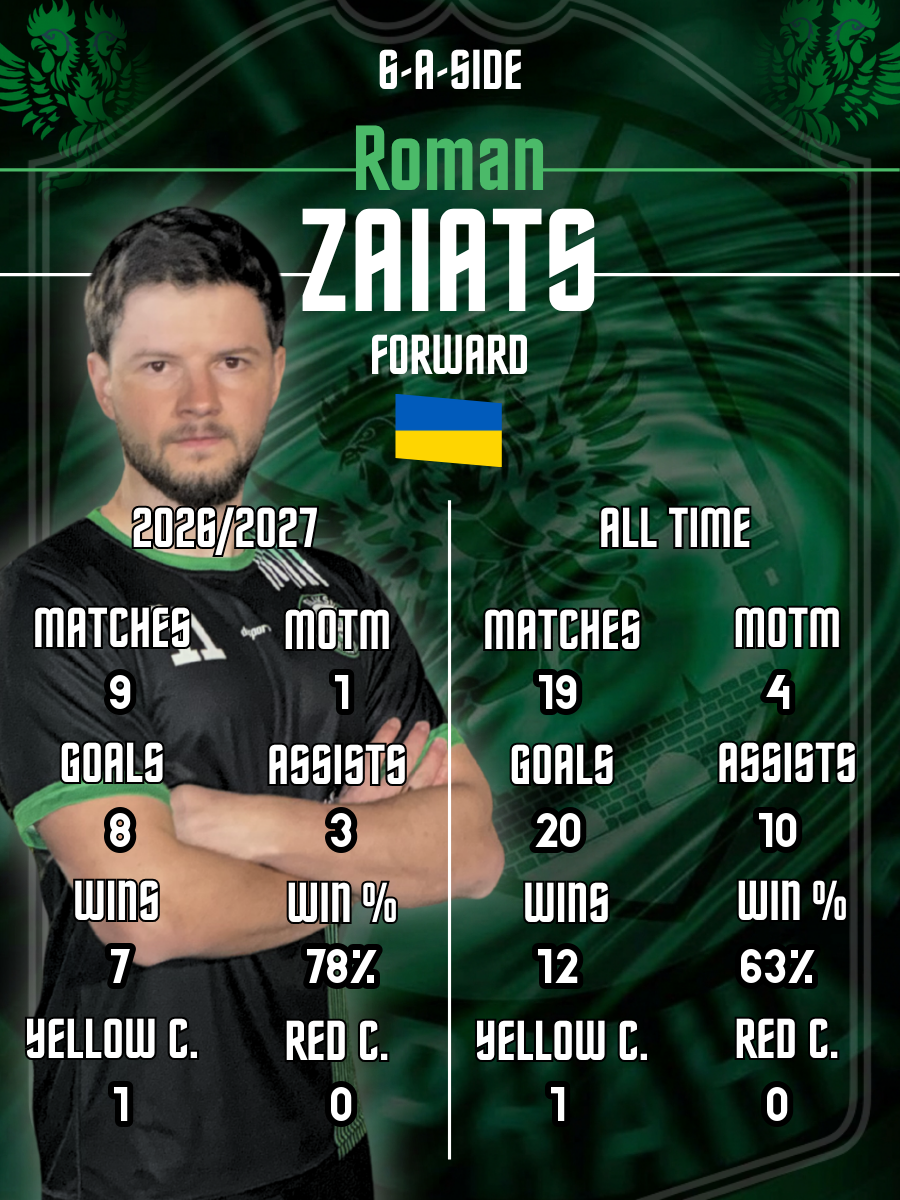 6-A-SIDE
Roman
ZAIATS
FORWARD
2026/2027
ALL TIME
MATCHES MOTM
9 1
GOALS ASSISTS
8 3
WINS WIN %
7 78%
YELLOW C. RED C.
1 0
MATCHES MOTM
19 4
GOALS ASSISTS
20 10
WINS WIN %
12 63%
YELLOW C. RED C.
1 0